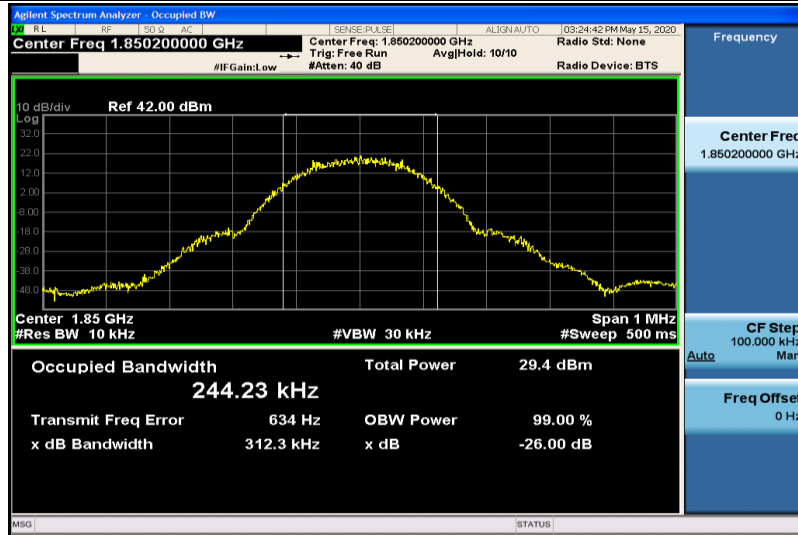 Agilent Spectrum Analyzer - Occupied BW
LXI RL RF 50 Ω AC SENSE:PULSE ALIGN AUTO 03:24:42 PM May 15, 2020
Center Freq 1.850200000 GHz
Center Freq: 1.850200000 GHz Radio Std: None
Trig: Free Run Avg|Hold: 10/10
#IFGain:Low #Atten: 40 dB Radio Device: BTS
10 dB/div Ref 42.00 dBm
Log
32.0
22.0
12.0
2.00
-8.00
-18.0
-28.0
-38.0
-48.0
Center 1.85 GHz Span 1 MHz
#Res BW 10 kHz #VBW 30 kHz #Sweep 500 ms
Occupied Bandwidth Total Power 29.4 dBm
244.23 kHz
Transmit Freq Error 634 Hz OBW Power 99.00 %
x dB Bandwidth 312.3 kHz x dB -26.00 dB
MSG STATUS
Frequency
Center Freq
1.850200000 GHz
CF Step
100.000 kHz
Auto Man
Freq Offset
0 Hz